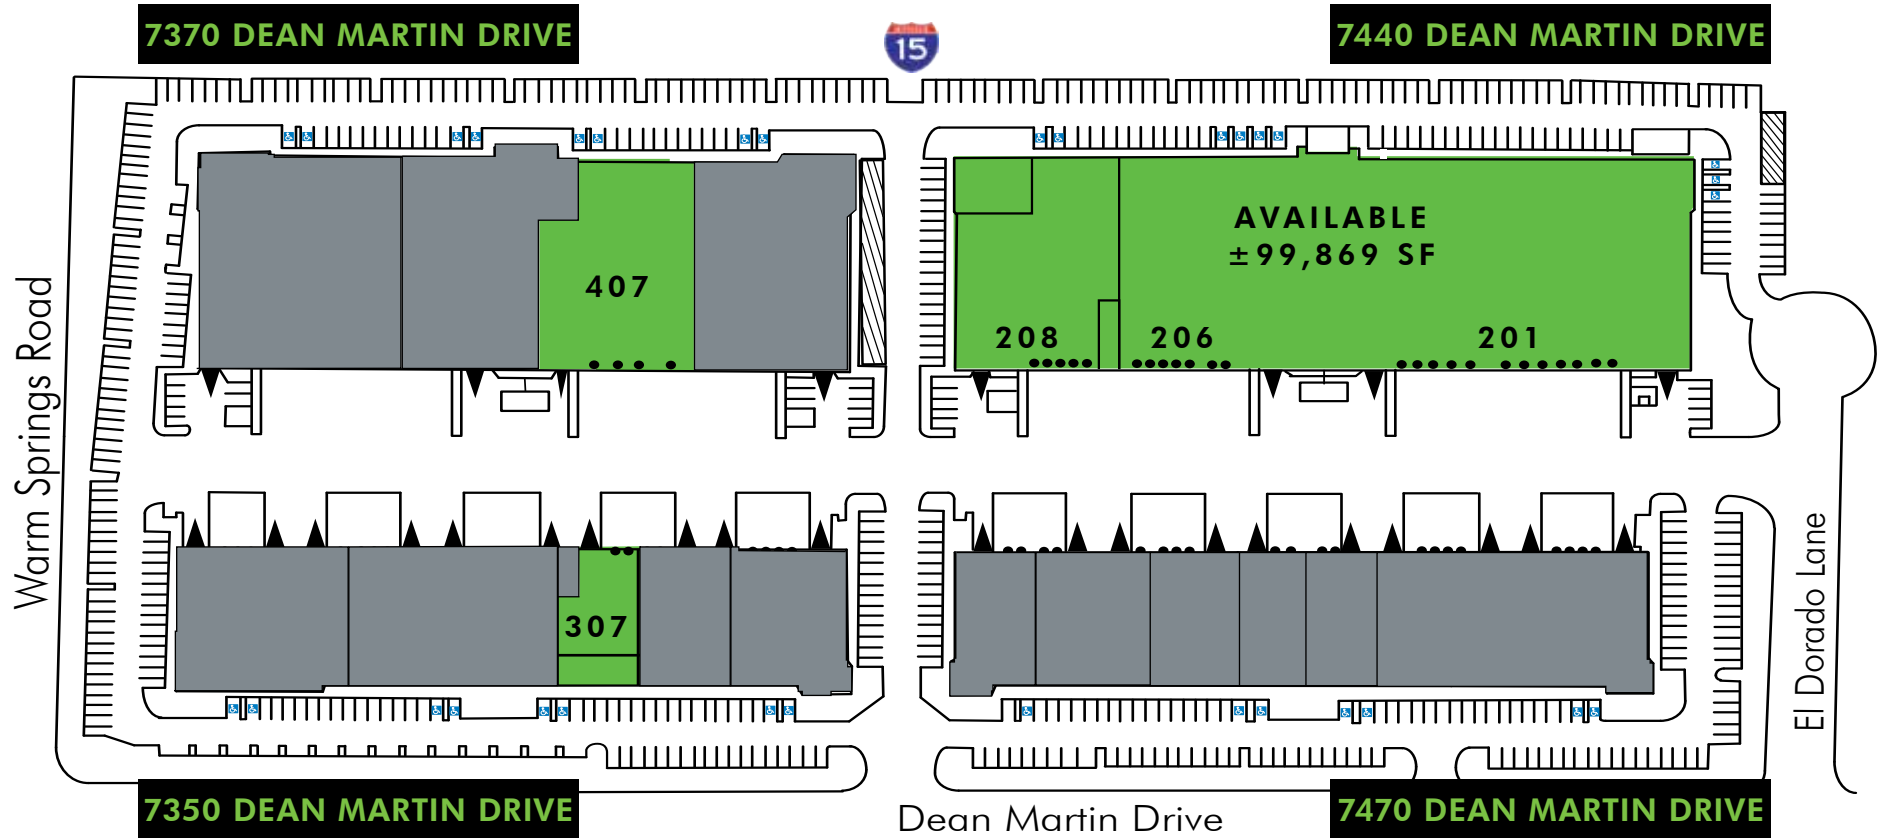 7370 DEAN MARTIN DRIVE
15
7440 DEAN MARTIN DRIVE
AVAILABLE
±99,869 SF
407
208
206
201
Warm Springs Road
307
El Dorado Lane
7350 DEAN MARTIN DRIVE
Dean Martin Drive
7470 DEAN MARTIN DRIVE